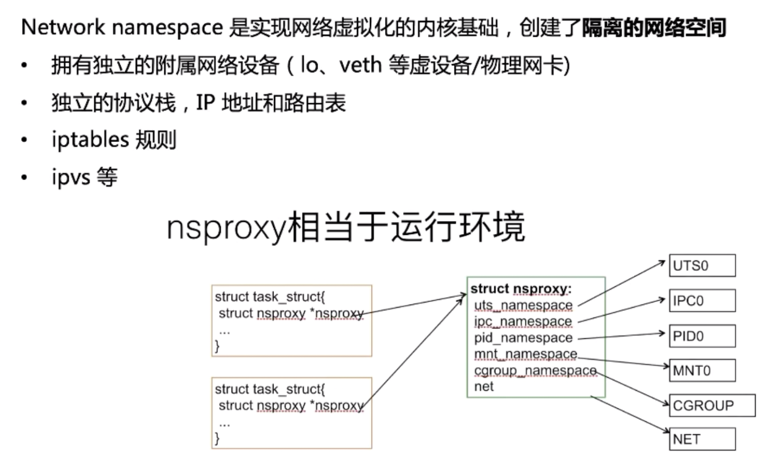 Network namespace 是实现网络虚拟化的内核基础，创建了隔离的网络空间
• 拥有独立的附属网络设备（lo、veth 等虚设备/物理网卡)
• 独立的协议栈，IP 地址和路由表
• iptables 规则
• ipvs 等
nsproxy相当于运行环境
struct task_struct{
struct nsproxy *nsproxy
...
}
struct task_struct{
struct nsproxy *nsproxy
...
}
struct nsproxy:
uts_namespace
ipc_namespace
pid_namespace
mnt_namespace
cgroup_namespace
net
UTS0
IPC0
PID0
MNT0
CGROUP
NET